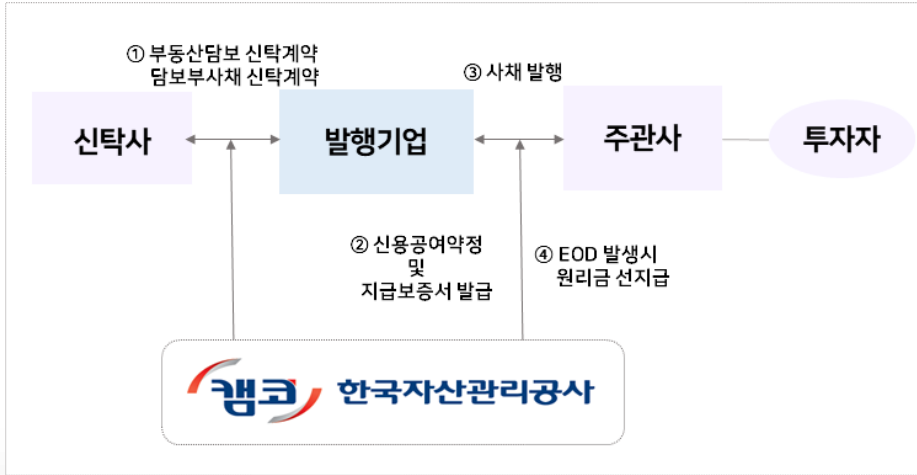 ① 부동산담보 신탁계약
담보부사채 신탁계약
③ 사채 발행
신탁사
발행기업
주관사
투자자
② 신용공여약정
및
지급보증서 발급
④ EOD 발생시
원리금 선지급
캠코 한국자산관리공사